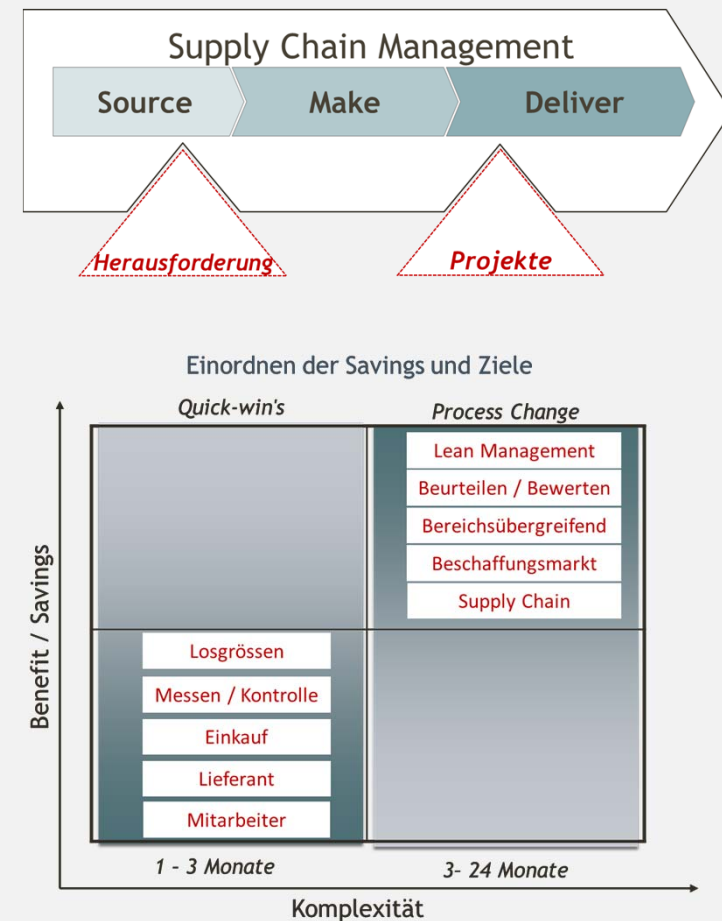 Supply Chain Management
Source Make Deliver
Herausforderung Projekte
Einordnen der Savings und Ziele
Quick-win's Process Change
Lean Management
Beurteilen / Bewerten
Bereichsübergreifend
Beschaffungsmarkt
Supply Chain
Benefit / Savings
Losgrössen
Messen / Kontrolle
Einkauf
Lieferant
Mitarbeiter
1 - 3 Monate 3- 24 Monate
Komplexität